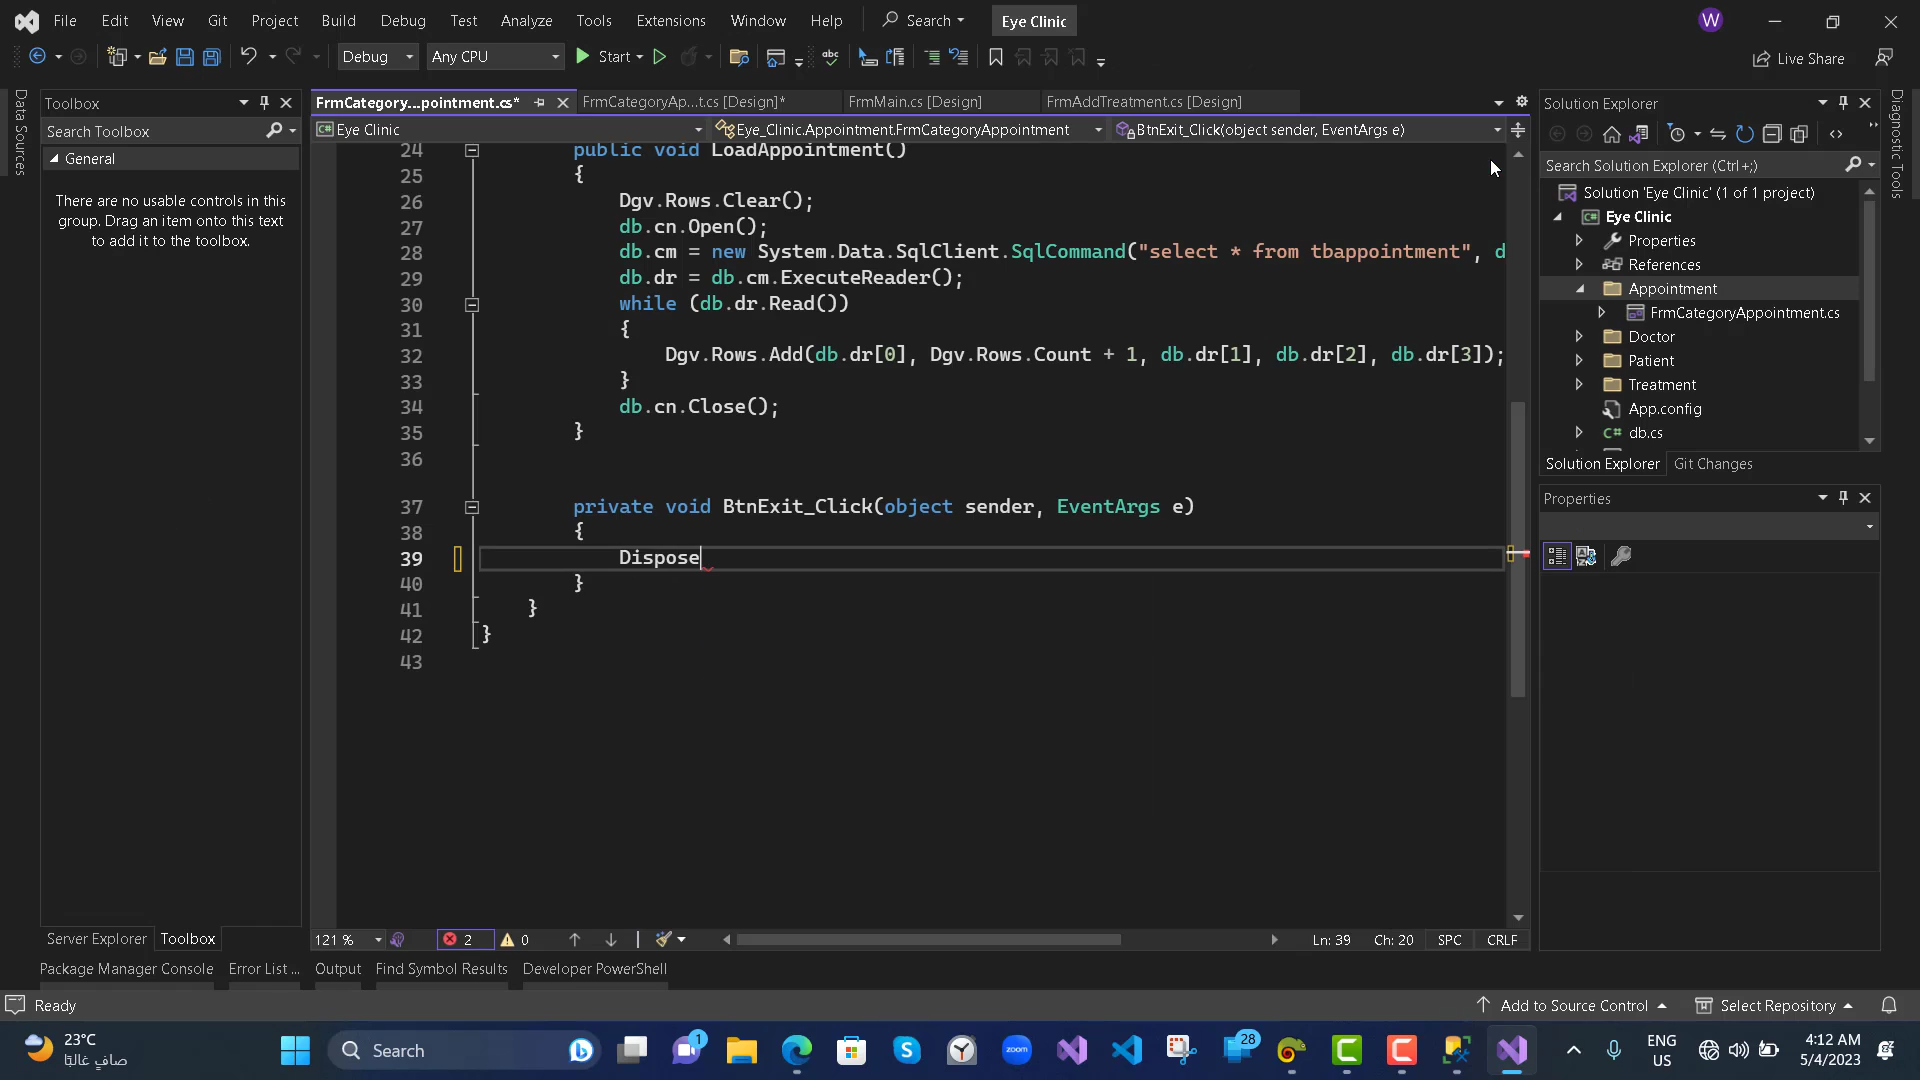 File Edit View Git Project Build Debug Test Analyze Tools Extensions Window Help Search Eye Clinic W
Debug Any CPU Start Live Share
Data Sources
Toolbox
Search Toolbox
General
There are no usable controls in this
group. Drag an item onto this text
to add it to the toolbox.
Server Explorer Toolbox
FrmCategory...pointment.cs* FrmCategoryAp...t.cs [Design]* FrmMain.cs [Design] FrmAddTreatment.cs [Design]
Eye Clinic Eye_Clinic.Appointment.FrmCategoryAppointment BtnExit_Click(object sender, EventArgs e)
24 public void LoadAppointment()
25 {
26 Dgv.Rows.Clear();
27 db.cn.Open();
28 db.cm = new System.Data.SqlClient.SqlCommand("select * from tbappointment", d
29 db.dr = db.cm.ExecuteReader();
30 while (db.dr.Read())
31 {
32 Dgv.Rows.Add(db.dr[0], Dgv.Rows.Count + 1, db.dr[1], db.dr[2], db.dr[3]);
33 }
34 db.cn.Close();
35 }
36
37 private void BtnExit_Click(object sender, EventArgs e)
38 {
39 Dispose
40 }
41 }
42 }
43
121 % 2 0 Ln: 39 Ch: 20 SPC CRLF
Solution Explorer
Search Solution Explorer (Ctrl+;)
Solution 'Eye Clinic' (1 of 1 project)
Eye Clinic
Properties
References
Appointment
FrmCategoryAppointment.cs
Doctor
Patient
Treatment
App.config
C# db.cs
Solution Explorer Git Changes
Properties
Diagnostic Tools
Package Manager Console Error List ... Output Find Symbol Results Developer PowerShell
Ready Add to Source Control Select Repository
23°C
صافٍ غالبًا
Search
1
zoom
28
ENG
US
4:12 AM
5/4/2023